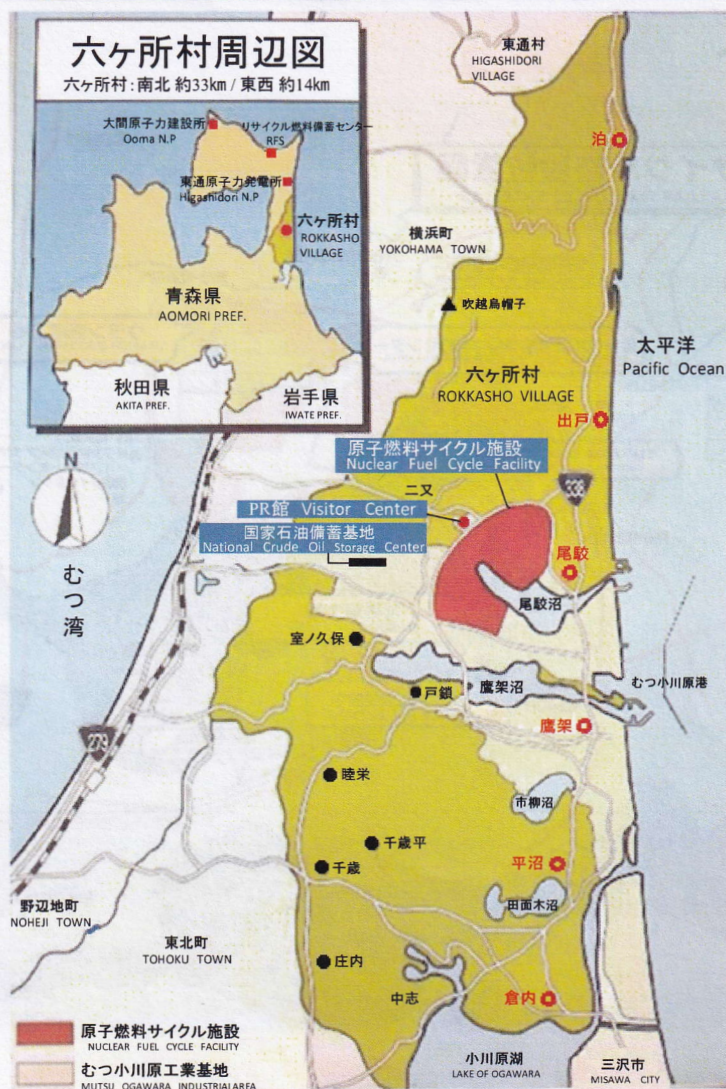 六ヶ所村周辺図
六ヶ所村:南北 約33km / 東西 約14km
大間原子力建設所
Ooma N.P
リサイクル燃料備蓄センター
RFS
東通原子力発電所
Higashidori N.P
六ヶ所村
ROKKASHO
VILLAGE
青森県
AOMORI PREF.
秋田県
AKITA PREF.
岩手県
IWATE PREF.
東通村
HIGASHIDORI
VILLAGE
泊
横浜町
YOKOHAMA TOWN
吹越烏帽子
太平洋
Pacific Ocean
六ヶ所村
ROKKASHO VILLAGE
出戸
原子燃料サイクル施設
Nuclear Fuel Cycle Facility
N
二又
338
PR館 Visitor Center
国家石油備蓄基地
National Crude Oil Storage Center
尾駮
尾駮沼
むつ湾
室ノ久保
戸鎖
鷹架沼
むつ小川原港
279
鷹架
睦栄
市柳沼
千歳平
千歳
平沼
野辺地町
NOHEJI TOWN
田面木沼
東北町
TOHOKU TOWN
庄内
中志
倉内
原子燃料サイクル施設
NUCLEAR FUEL CYCLE FACILITY
むつ小川原工業基地
MUTSU OGAWARA INDUSTRIALAREA
小川原湖
LAKE OF OGAWARA
三沢市
MISAWA CITY